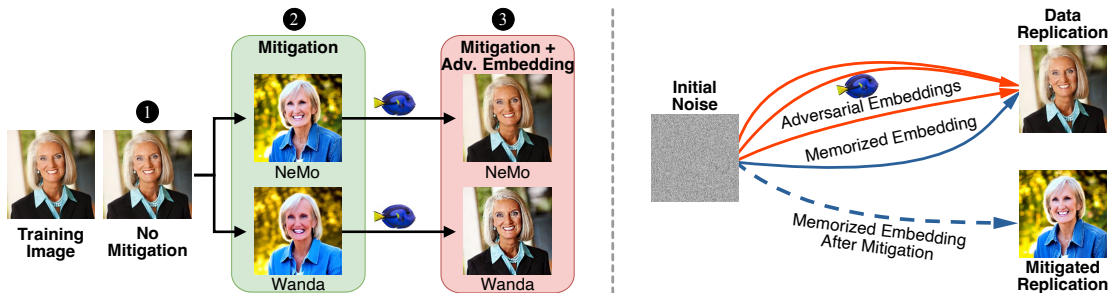 1
Training
Image
No
Mitigation
2
Mitigation
NeMo
Wanda
3
Mitigation +
Adv. Embedding
NeMo
Wanda
Initial
Noise
Adversarial Embeddings
Memorized Embedding
Memorized Embedding
After Mitigation
Data
Replication
Mitigated
Replication